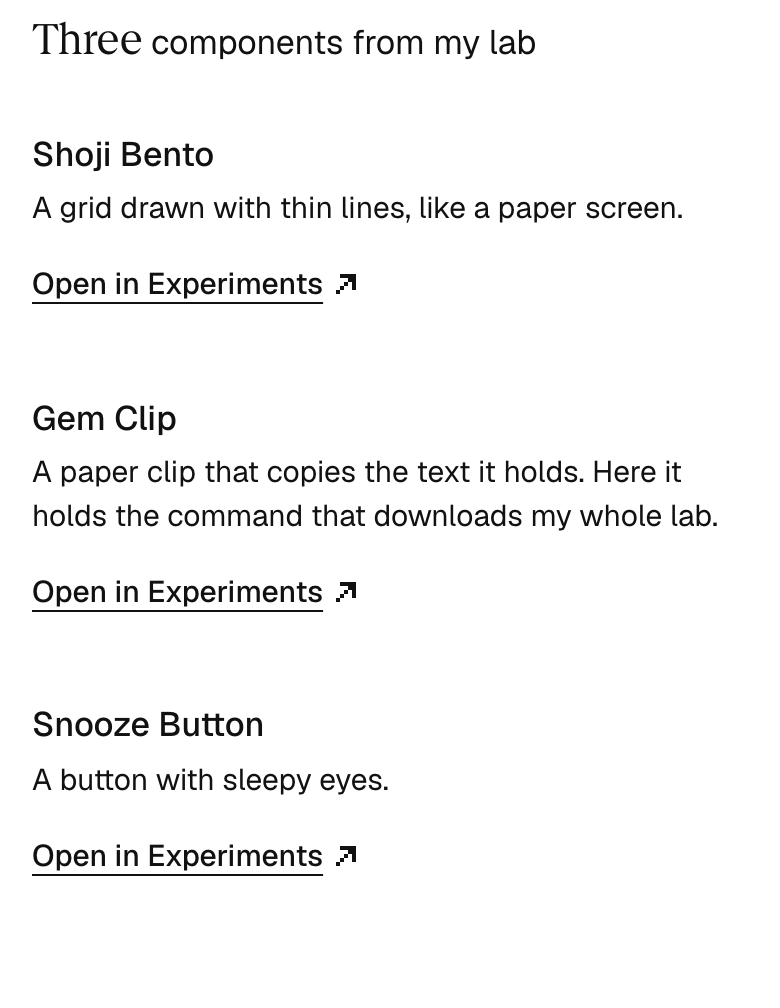 Three components from my lab
Shoji Bento
A grid drawn with thin lines, like a paper screen.
Open in Experiments
Gem Clip
A paper clip that copies the text it holds. Here it
holds the command that downloads my whole lab.
Open in Experiments
Snooze Button
A button with sleepy eyes.
Open in Experiments